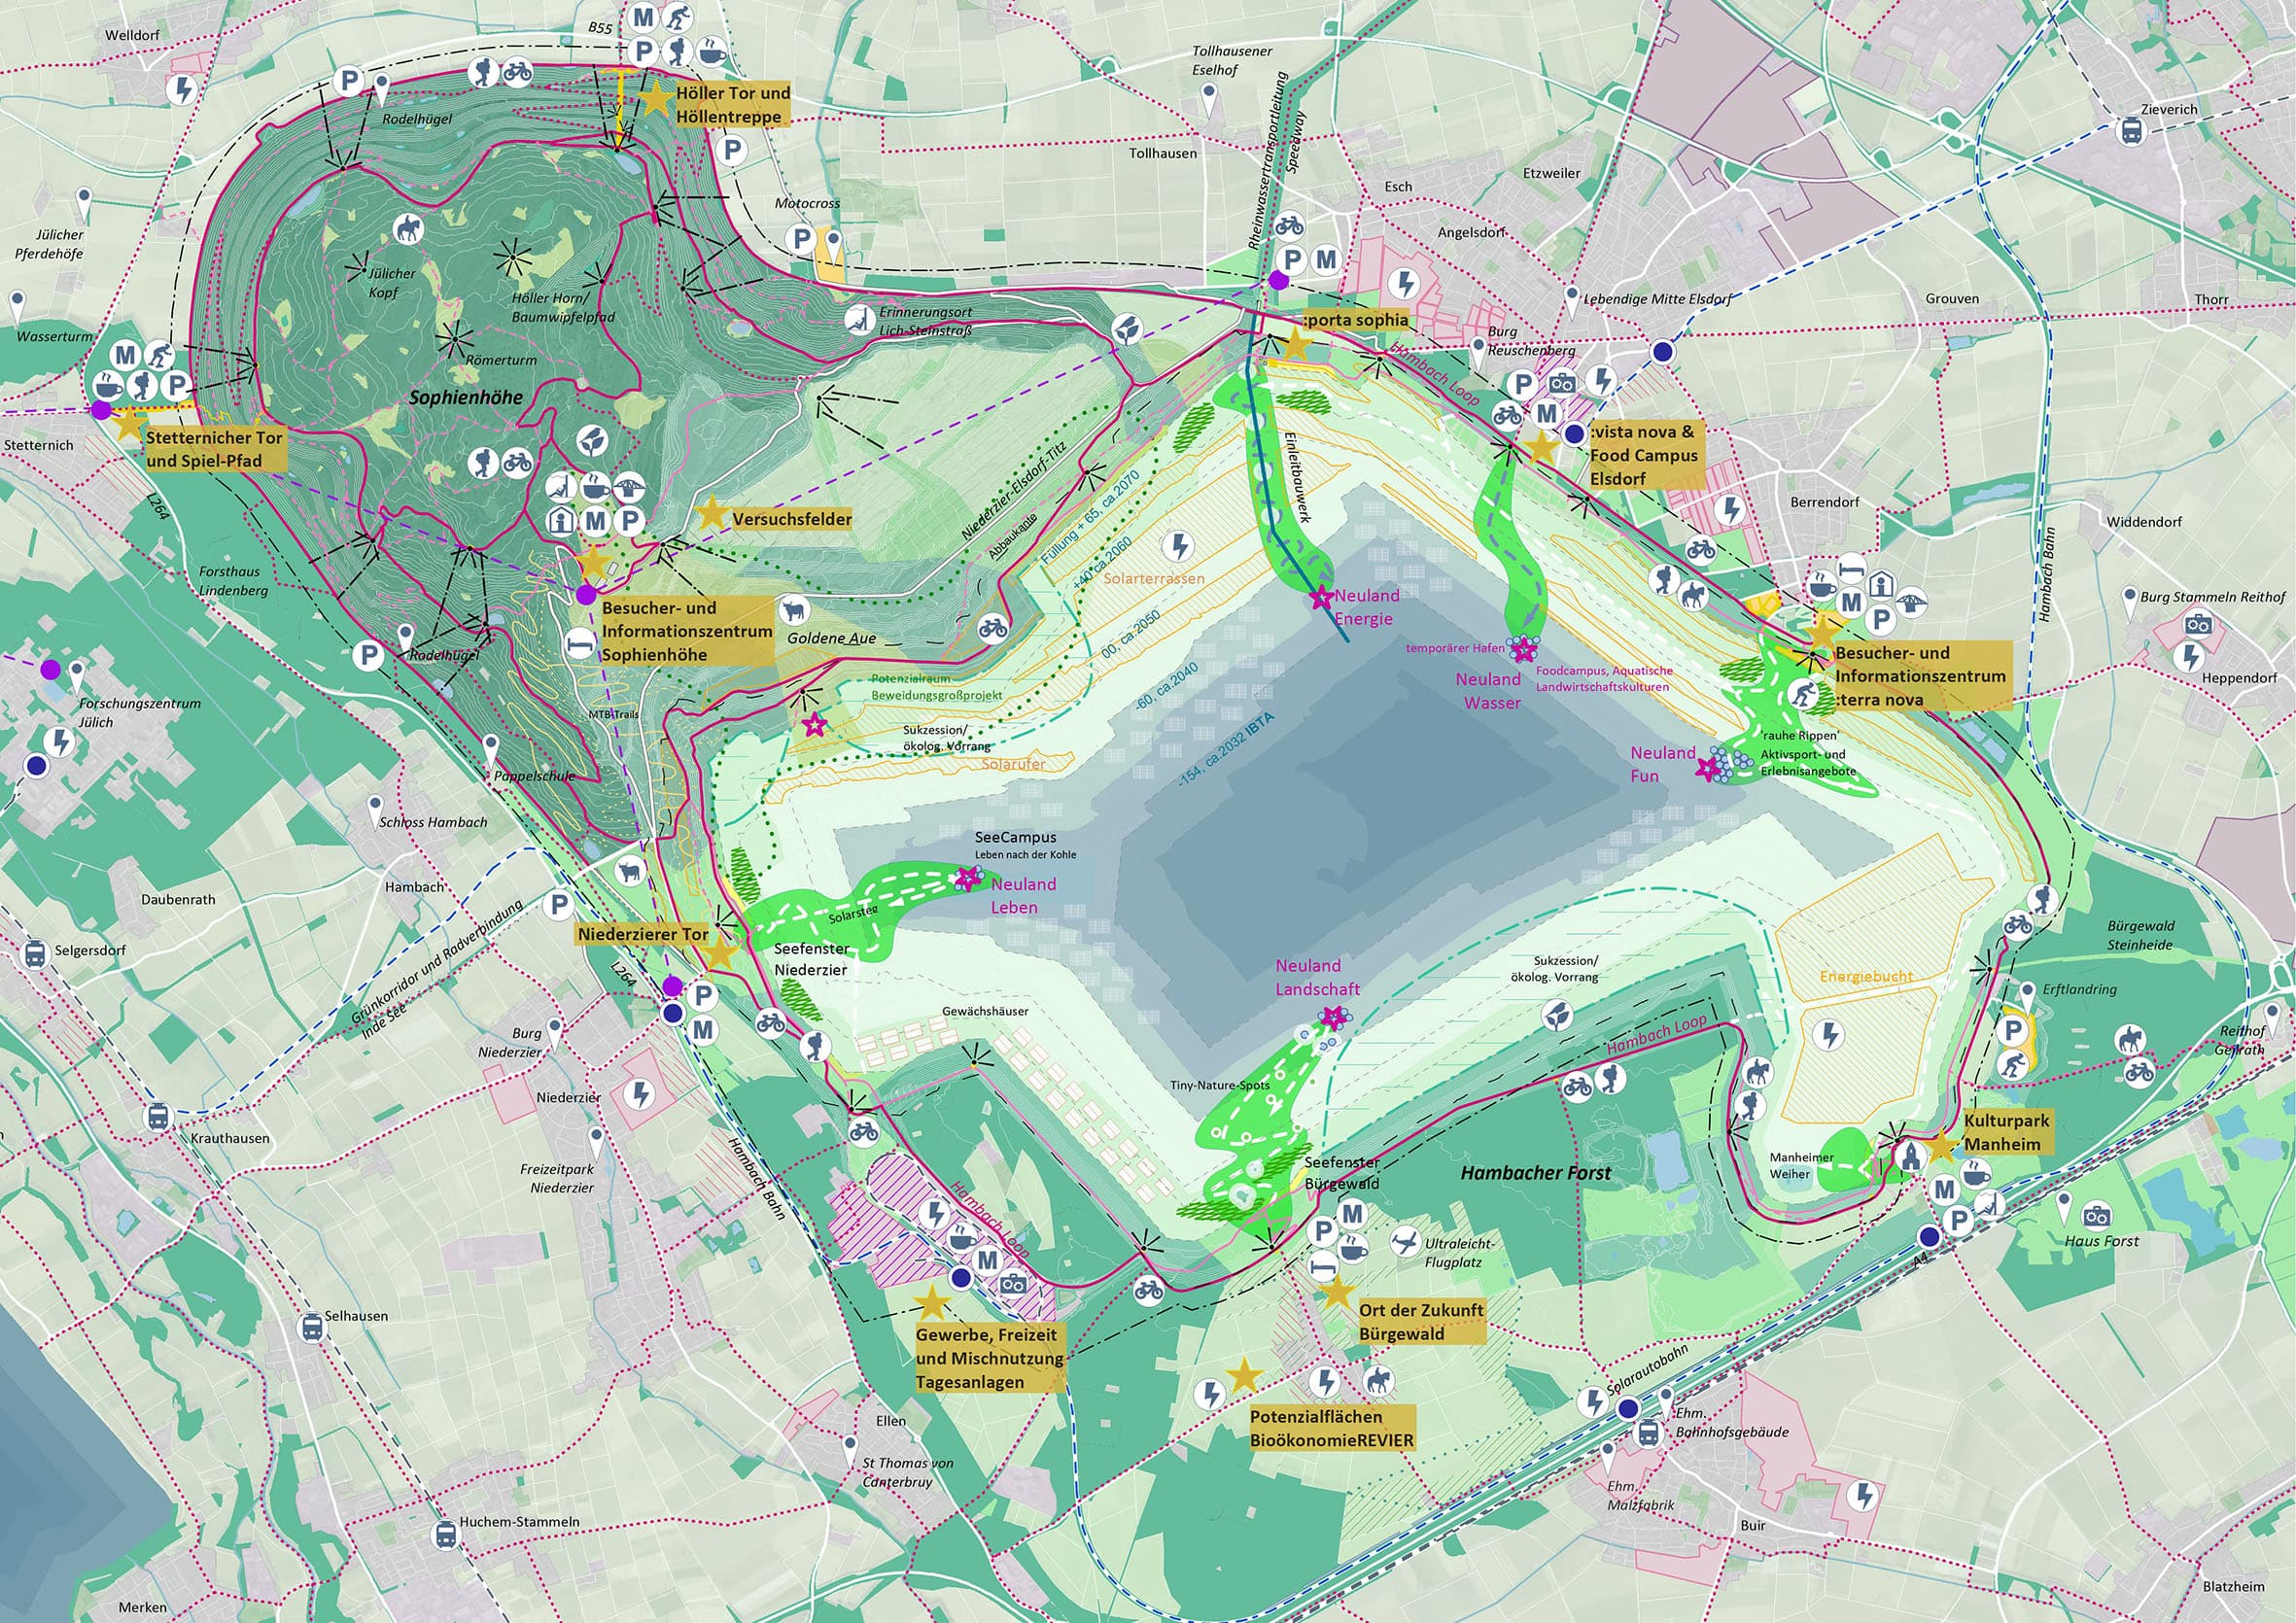 Welldorf
B55
M
P
P
Rodelhügel
Höller Tor und
Höllentreppe
P
Tollhausener
Eselhof
Tollhausen
Rheinwassertransportleitung
Speedway
Esch
Etzweiler
Zieverich
Jülicher
Pferdehöfe
Motocross
P
Angelsdorf
P M
Jülicher
Kopf
Höller Horn/
Baumwipfelpfad
Erinnerungsort
Lich-Steinstraß
Lebendige Mitte Elsdorf
Grouven
Thorr
Wasserturm
M
P
Römerturm
Sophienhöhe
:porta sophia
Burg
Reuschenberg
Hambach Loop
P
M
Stetternich
Stetternicher Tor
und Spiel-Pfad
:vista nova &
Food Campus
Elsdorf
L264
Einleitbauwerk
Niederzier-Elsdorf-Titz
Abbaukante
Füllung + 65, ca.2070
+40 ca.2060
00, ca.2050
-60, ca.2040
-154, ca.2032 IBTA
M P
Versuchsfelder
Berrendorf
Widdendorf
Hambach Bahn
Forsthaus
Lindenberg
Solarterrassen
Neuland
Energie
M
P
Burg Stammeln Reithof
Besucher- und
Informationszentrum
Sophienhöhe
Goldene Aue
P
Rodelhügel
temporärer Hafen
Neuland
Wasser
Foodcampus, Aquatische
Landwirtschaftskulturen
Besucher- und
Informationszentrum
:terra nova
Heppendorf
Forschungszentrum
Jülich
MTB-Trails
Potenzialraum
Beweidungsgroßprojekt
Sukzession/
ökolog. Vorrang
Solarufer
Neuland
Fun
'rauhe Rippen'
Aktivsport- und
Erlebnisangebote
Pappelschule
Schloss Hambach
SeeCampus
Leben nach der Kohle
Neuland
Leben
Solarsteg
Daubenrath
Hambach
P
Niederzierer Tor
Seefenster
Niederzier
Selgersdorf
Grünkorridor und Radverbindung
Inde See
L264
P
M
Bürgewald
Steinheide
Neuland
Landschaft
Sukzession/
ökolog. Vorrang
Energiebucht
Erftlandring
P
Gewächshäuser
Burg
Niederzier
Hambach Loop
Reithof
Geilrath
Tiny-Nature-Spots
Niederzier
Krauthausen
Freizeitpark
Niederzier
Hambach Bahn
Seefenster
Bürgewald
Hambacher Forst
Manheimer
Weiher
Kulturpark
Manheim
M
P
Hambach Loop
M
M
P
Ultraleicht-
Flugplatz
Haus Forst
A4
Selhausen
Gewerbe, Freizeit
und Mischnutzung
Tagesanlagen
Ort der Zukunft
Bürgewald
Solarautobahn
Potenzialflächen
BioökonomieREVIER
Ellen
St Thomas von
Canterbruy
Ehm.
Bahnhofsgebäude
Ehm.
Malzfabrik
Buir
Huchem-Stammeln
Merken
Blatzheim